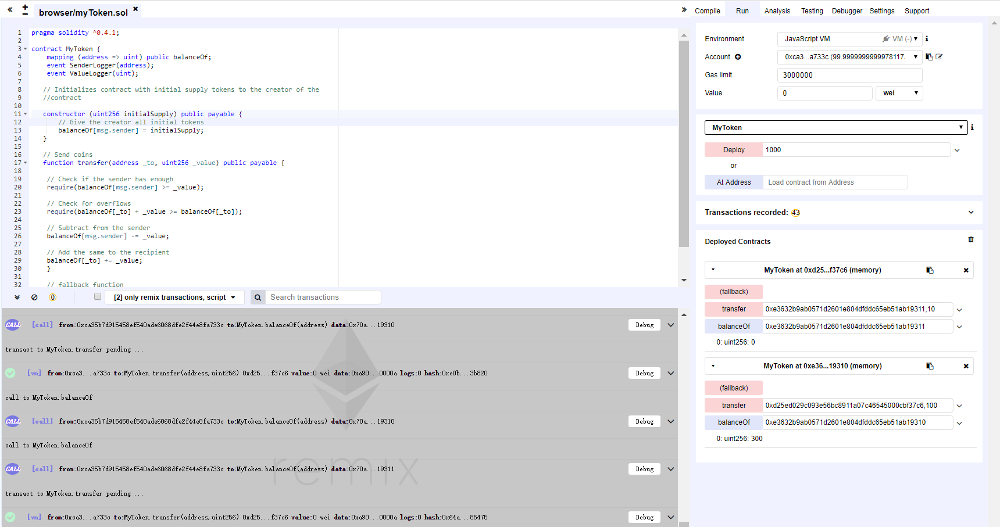 browser/myToken.sol
1 pragma solidity ^0.4.1;
2
3 contract MyToken {
4 mapping (address => uint) public balanceOf;
5 event SenderLogger(address);
6 event ValueLogger(uint);
7
8 // Initializes contract with initial supply tokens to the creator of the
9 //contract
10
11 constructor (uint256 initialSupply) public payable {
12 // Give the creator all initial tokens
13 balanceOf[msg.sender] = initialSupply;
14 }
15
16 // Send coins
17 function transfer(address _to, uint256 _value) public payable {
18
19 // Check if the sender has enough
20 require(balanceOf[msg.sender] >= _value);
21
22 // Check for overflows
23 require(balanceOf[_to] + _value >= balanceOf[_to]);
24
25 // Subtract from the sender
26 balanceOf[msg.sender] -= _value;
27
28 // Add the same to the recipient
29 balanceOf[_to] += _value;
30 }
31
32 // fallback function
0 [2] only remix transactions, script Search transactions
CALL [call] from:0xca35b7d915458ef540ade6068dfe2f44e8fa733c to:MyToken.balanceOf(address) data:0x70a...19310 Debug
transact to MyToken.transfer pending ...
[vm] from:0xca3...a733c to:MyToken.transfer(address,uint256) 0xd25...f37c6 value:0 wei data:0xa90...0000a logs:0 hash:0xe0b...3b820 Debug
call to MyToken.balanceOf
CALL [call] from:0xca35b7d915458ef540ade6068dfe2f44e8fa733c to:MyToken.balanceOf(address) data:0x70a...19310 Debug
call to MyToken.balanceOf
CALL [call] from:0xca35b7d915458ef540ade6068dfe2f44e8fa733c to:MyToken.balanceOf(address) data:0x70a...19311 Debug
remix
transact to MyToken.transfer pending ...
[vm] from:0xca3...a733c to:MyToken.transfer(address,uint256) 0xd25...f37c6 value:0 wei data:0xa90...0000a logs:0 hash:0x64a...85475 Debug
Compile Run Analysis Testing Debugger Settings Support
Environment JavaScript VM VM (-)
Account 0xca3...a733c (99.9999999999978117
Gas limit 3000000
Value 0 wei
MyToken
Deploy 1000
or
At Address Load contract from Address
Transactions recorded: 43
Deployed Contracts
MyToken at 0xd25...f37c6 (memory)
(fallback)
transfer 0xe3632b9ab0571d2601e804dfddc65eb51ab19311,10
balanceOf 0xe3632b9ab0571d2601e804dfddc65eb51ab19311
0: uint256: 0
MyToken at 0xe36...19310 (memory)
(fallback)
transfer 0xd25ed029c093e56bc8911a07c46545000cbf37c6,100
balanceOf 0xe3632b9ab0571d2601e804dfddc65eb51ab19310
0: uint256: 300